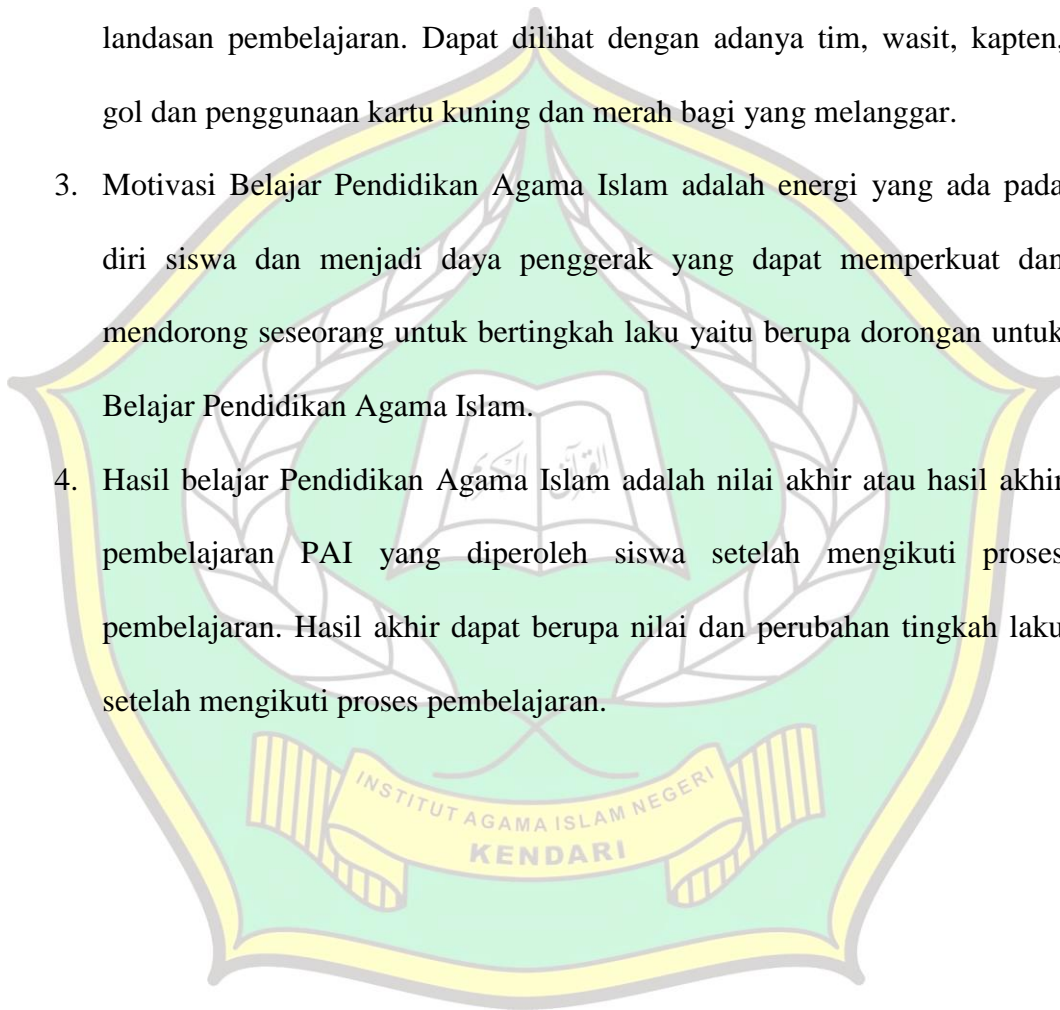 landasan pembelajaran. Dapat dilihat dengan adanya tim, wasit, kapten,
gol dan penggunaan kartu kuning dan merah bagi yang melanggar.
3. Motivasi Belajar Pendidikan Agama Islam adalah energi yang ada pada
diri siswa dan menjadi daya penggerak yang dapat memperkuat dan
mendorong seseorang untuk bertingkah laku yaitu berupa dorongan untuk
Belajar Pendidikan Agama Islam.
القرآن الكريم
4. Hasil belajar Pendidikan Agama Islam adalah nilai akhir atau hasil akhir
pembelajaran PAI yang diperoleh siswa setelah mengikuti proses
pembelajaran. Hasil akhir dapat berupa nilai dan perubahan tingkah laku
setelah mengikuti proses pembelajaran.
INSTITUT AGAMA ISLAM NEGERI
KENDARI